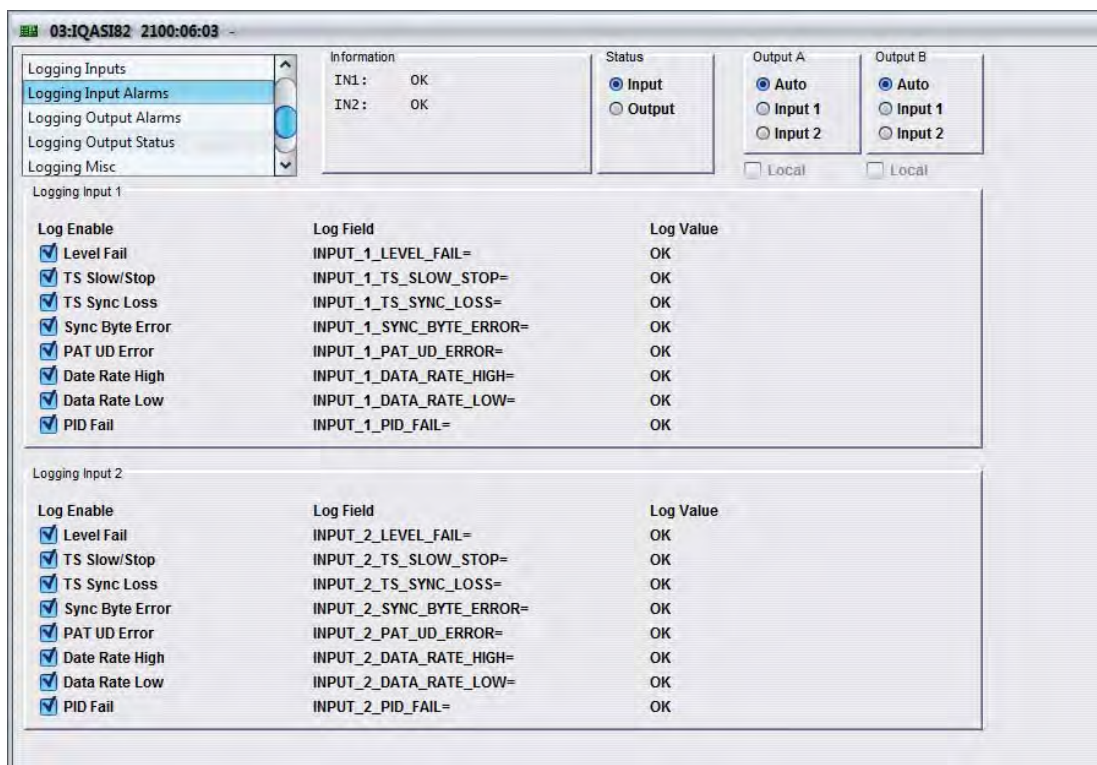 03:IQASI82 2100:06:03 -
Logging Inputs
Logging Input Alarms
Logging Output Alarms
Logging Output Status
Logging Misc
Information
IN1: OK
IN2: OK
Status
Input
Output
Output A
Auto
Input 1
Input 2
Local
Output B
Auto
Input 1
Input 2
Local
Logging Input 1
Log Enable Log Field Log Value
Level Fail INPUT_1_LEVEL_FAIL= OK
TS Slow/Stop INPUT_1_TS_SLOW_STOP= OK
TS Sync Loss INPUT_1_TS_SYNC_LOSS= OK
Sync Byte Error INPUT_1_SYNC_BYTE_ERROR= OK
PAT UD Error INPUT_1_PAT_UD_ERROR= OK
Date Rate High INPUT_1_DATA_RATE_HIGH= OK
Data Rate Low INPUT_1_DATA_RATE_LOW= OK
PID Fail INPUT_1_PID_FAIL= OK
Logging Input 2
Log Enable Log Field Log Value
Level Fail INPUT_2_LEVEL_FAIL= OK
TS Slow/Stop INPUT_2_TS_SLOW_STOP= OK
TS Sync Loss INPUT_2_TS_SYNC_LOSS= OK
Sync Byte Error INPUT_2_SYNC_BYTE_ERROR= OK
PAT UD Error INPUT_2_PAT_UD_ERROR= OK
Date Rate High INPUT_2_DATA_RATE_HIGH= OK
Data Rate Low INPUT_2_DATA_RATE_LOW= OK
PID Fail INPUT_2_PID_FAIL= OK